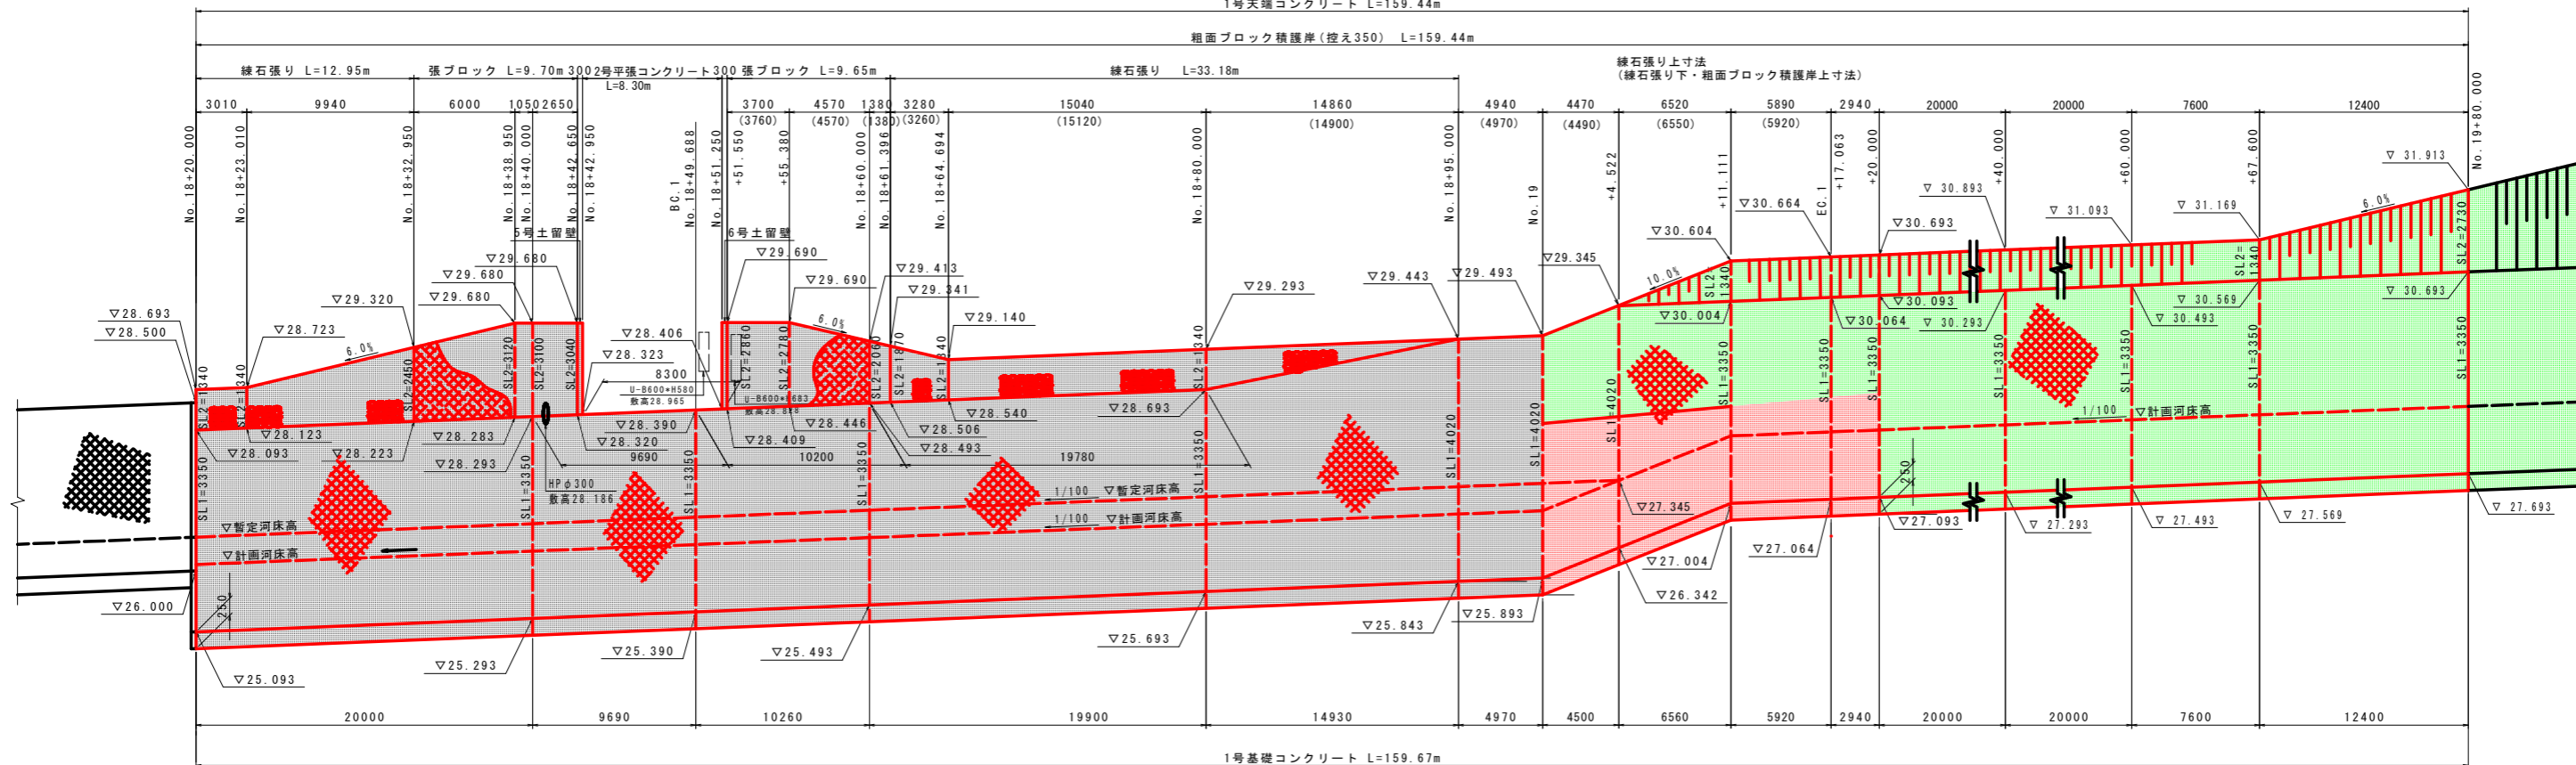 1号天端コンクリート L=159.44m
粗面ブロック積護岸(控え350) L=159.44m
練石張り L=12.95m
張ブロック L=9.70m
300
2号平張コンクリート
L=8.30m
300
張ブロック L=9.65m
練石張り L=33.18m
練石張り上寸法
(練石張り下・粗面ブロック積護岸上寸法)
3010 9940 6000 1050 2650 3700 4570 1380 3280 15040 14860 4940 4470 6520 5890 2940 20000 20000 7600 12400
(3760) (4570) (1380) (3260) (15120) (14900) (4970) (4490) (6550) (5920)
No.18+20.000
No.18+23.010
No.18+32.950
No.18+38.950
No.18+40.000
No.18+42.650
No.18+42.950
BC.1
No.18+49.688
No.18+51.250
+51.550
+55.380
No.18+60.000
No.18+61.396
No.18+64.694
No.18+80.000
No.18+95.000
No.19
+4.522
+11.111
EC.1
+17.063
+20.000
+40.000
+60.000
+67.600
No.19+80.000
5号土留壁
6号土留壁
▽28.693
▽28.500
▽28.723
▽29.320
▽29.680
▽29.680
▽29.680
▽28.406
▽28.323
▽29.690
▽29.690
▽29.413
▽29.341
▽29.140
▽29.293
▽29.443
▽29.493
▽29.345
▽30.604
▽30.664
▽30.693
▽ 30.893
▽ 31.093
▽ 31.169
▽ 31.913
6.0%
6.0%
10.0%
6.0%
SL2=1340
SL2=1340
SL2=2450
SL2=3120
SL2=3100
SL2=3040
SL2=2860
SL2=2780
SL2=2060
SL2=1870
SL2=1340
SL2=1340
SL2=
1340
SL2=
1340
SL2=2730
8300
U-B600*H580
敷高28.965
U-B600*H683
▽28.093
▽28.123
▽28.223
▽28.283
▽28.293
▽28.320
▽28.390
▽28.409
▽28.446
▽28.493
▽28.506
▽28.540
▽28.693
▽30.004
▽30.064
▽30.093
▽ 30.293
▽ 30.493
▽ 30.569
▽ 30.693
9690 10200 19780
HPφ300
敷高28.186
SL1=3350
SL1=3350
SL1=3350
SL1=3350
SL1=3350
SL1=4020
SL1=4020
SL1=4020
SL1=3350
SL1=3350
SL1=3350
SL1=3350
SL1=3350
SL1=3350
SL1=3350
▽暫定河床高
▽計画河床高
1/100 ▽暫定河床高
1/100 ▽計画河床高
1/100 ▽計画河床高
250
250
▽26.000
▽25.093
▽25.293
▽25.390
▽25.493
▽25.693
▽25.843
▽25.893
▽26.342
▽27.345
▽27.004
▽27.064
▽27.093
▽ 27.293
▽ 27.493
▽ 27.569
▽ 27.693
20000 9690 10260 19900 14930 4970 4500 6560 5920 2940 20000 20000 7600 12400
1号基礎コンクリート L=159.67m